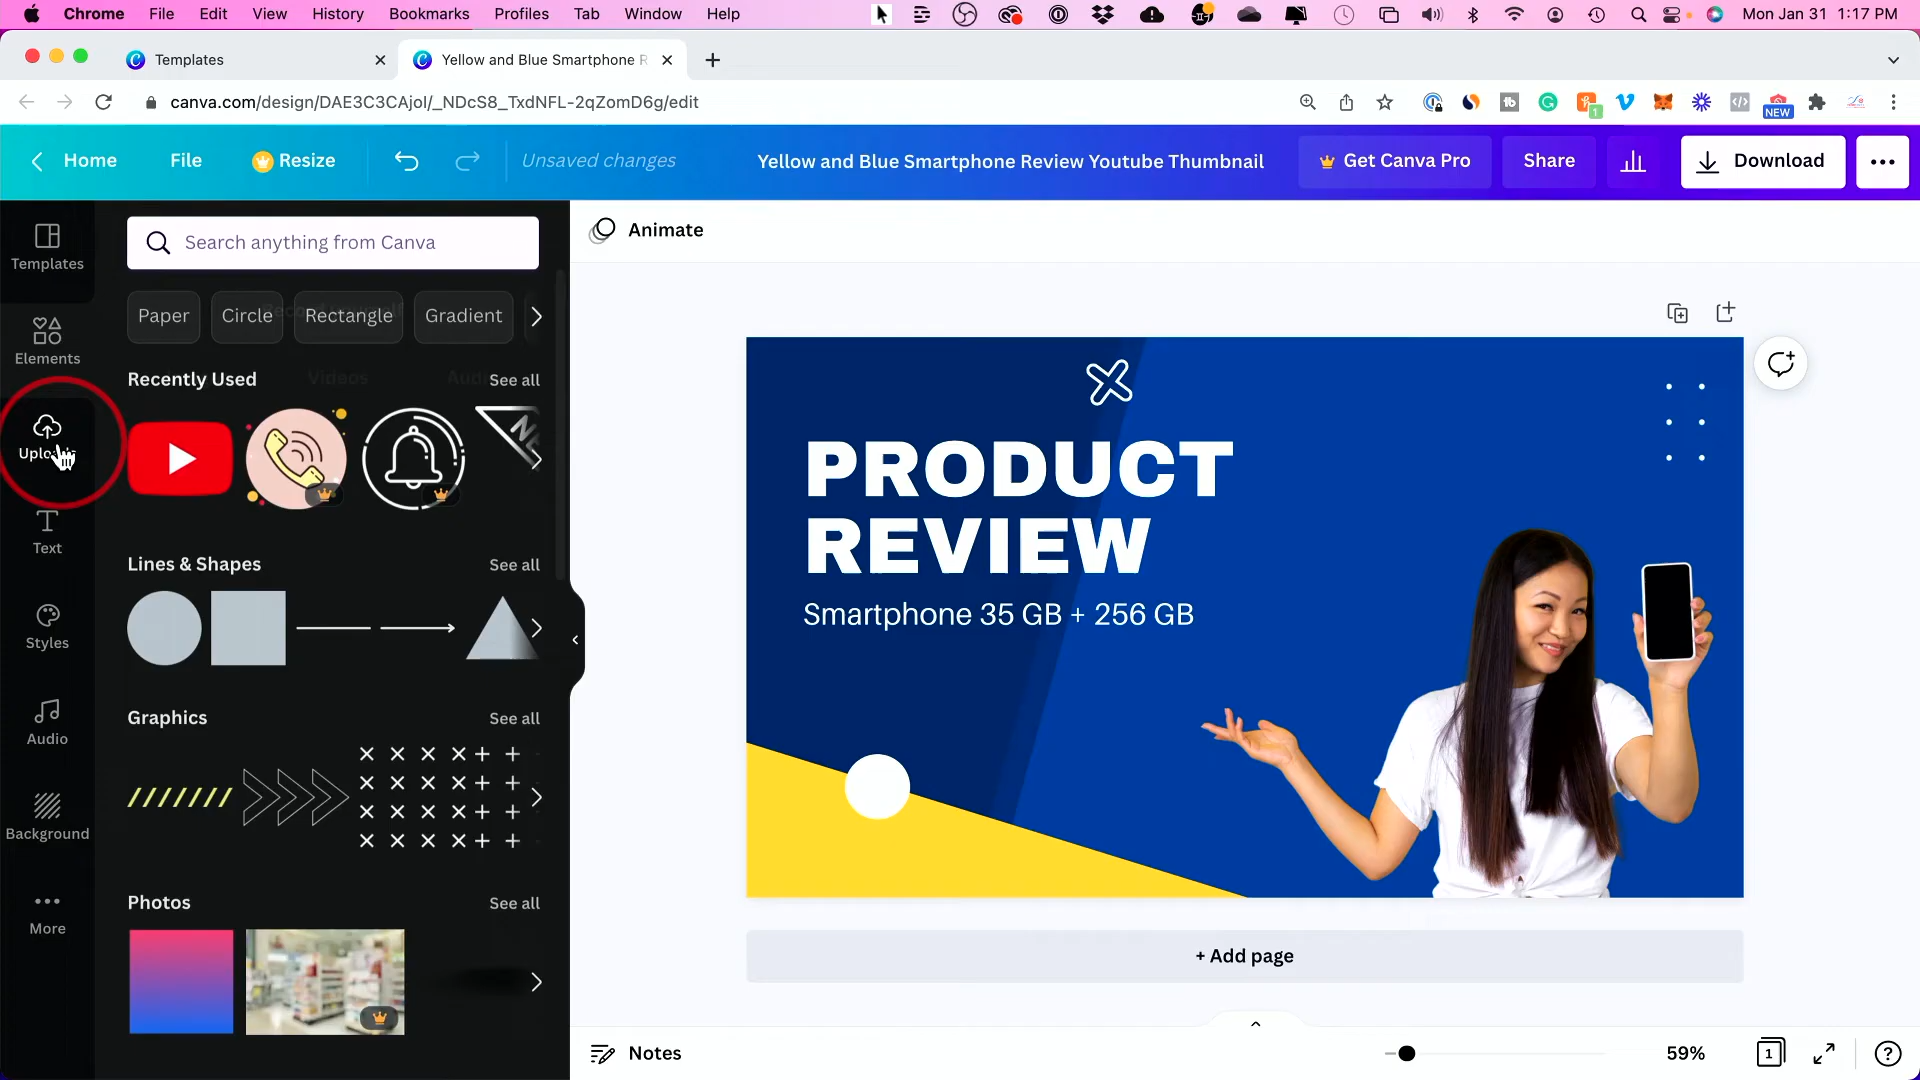 Chrome File Edit View History Bookmarks Profiles Tab Window Help Mon Jan 31 1:17 PM
Templates Yellow and Blue Smartphone R
canva.com/design/DAE3C3CAjoI/_NDcS8_TxdNFL-2qZomD6g/edit
NEW
Home File Resize Unsaved changes Yellow and Blue Smartphone Review Youtube Thumbnail Get Canva Pro Share Download
Templates
Elements
Text
Styles
Audio
Background
More
Search anything from Canva
Paper Circle Rectangle Gradient
Recently Used See all
Lines & Shapes See all
Graphics See all
Photos See all
Animate
PRODUCT
REVIEW
Smartphone 35 GB + 256 GB
+ Add page
Notes 59% 1